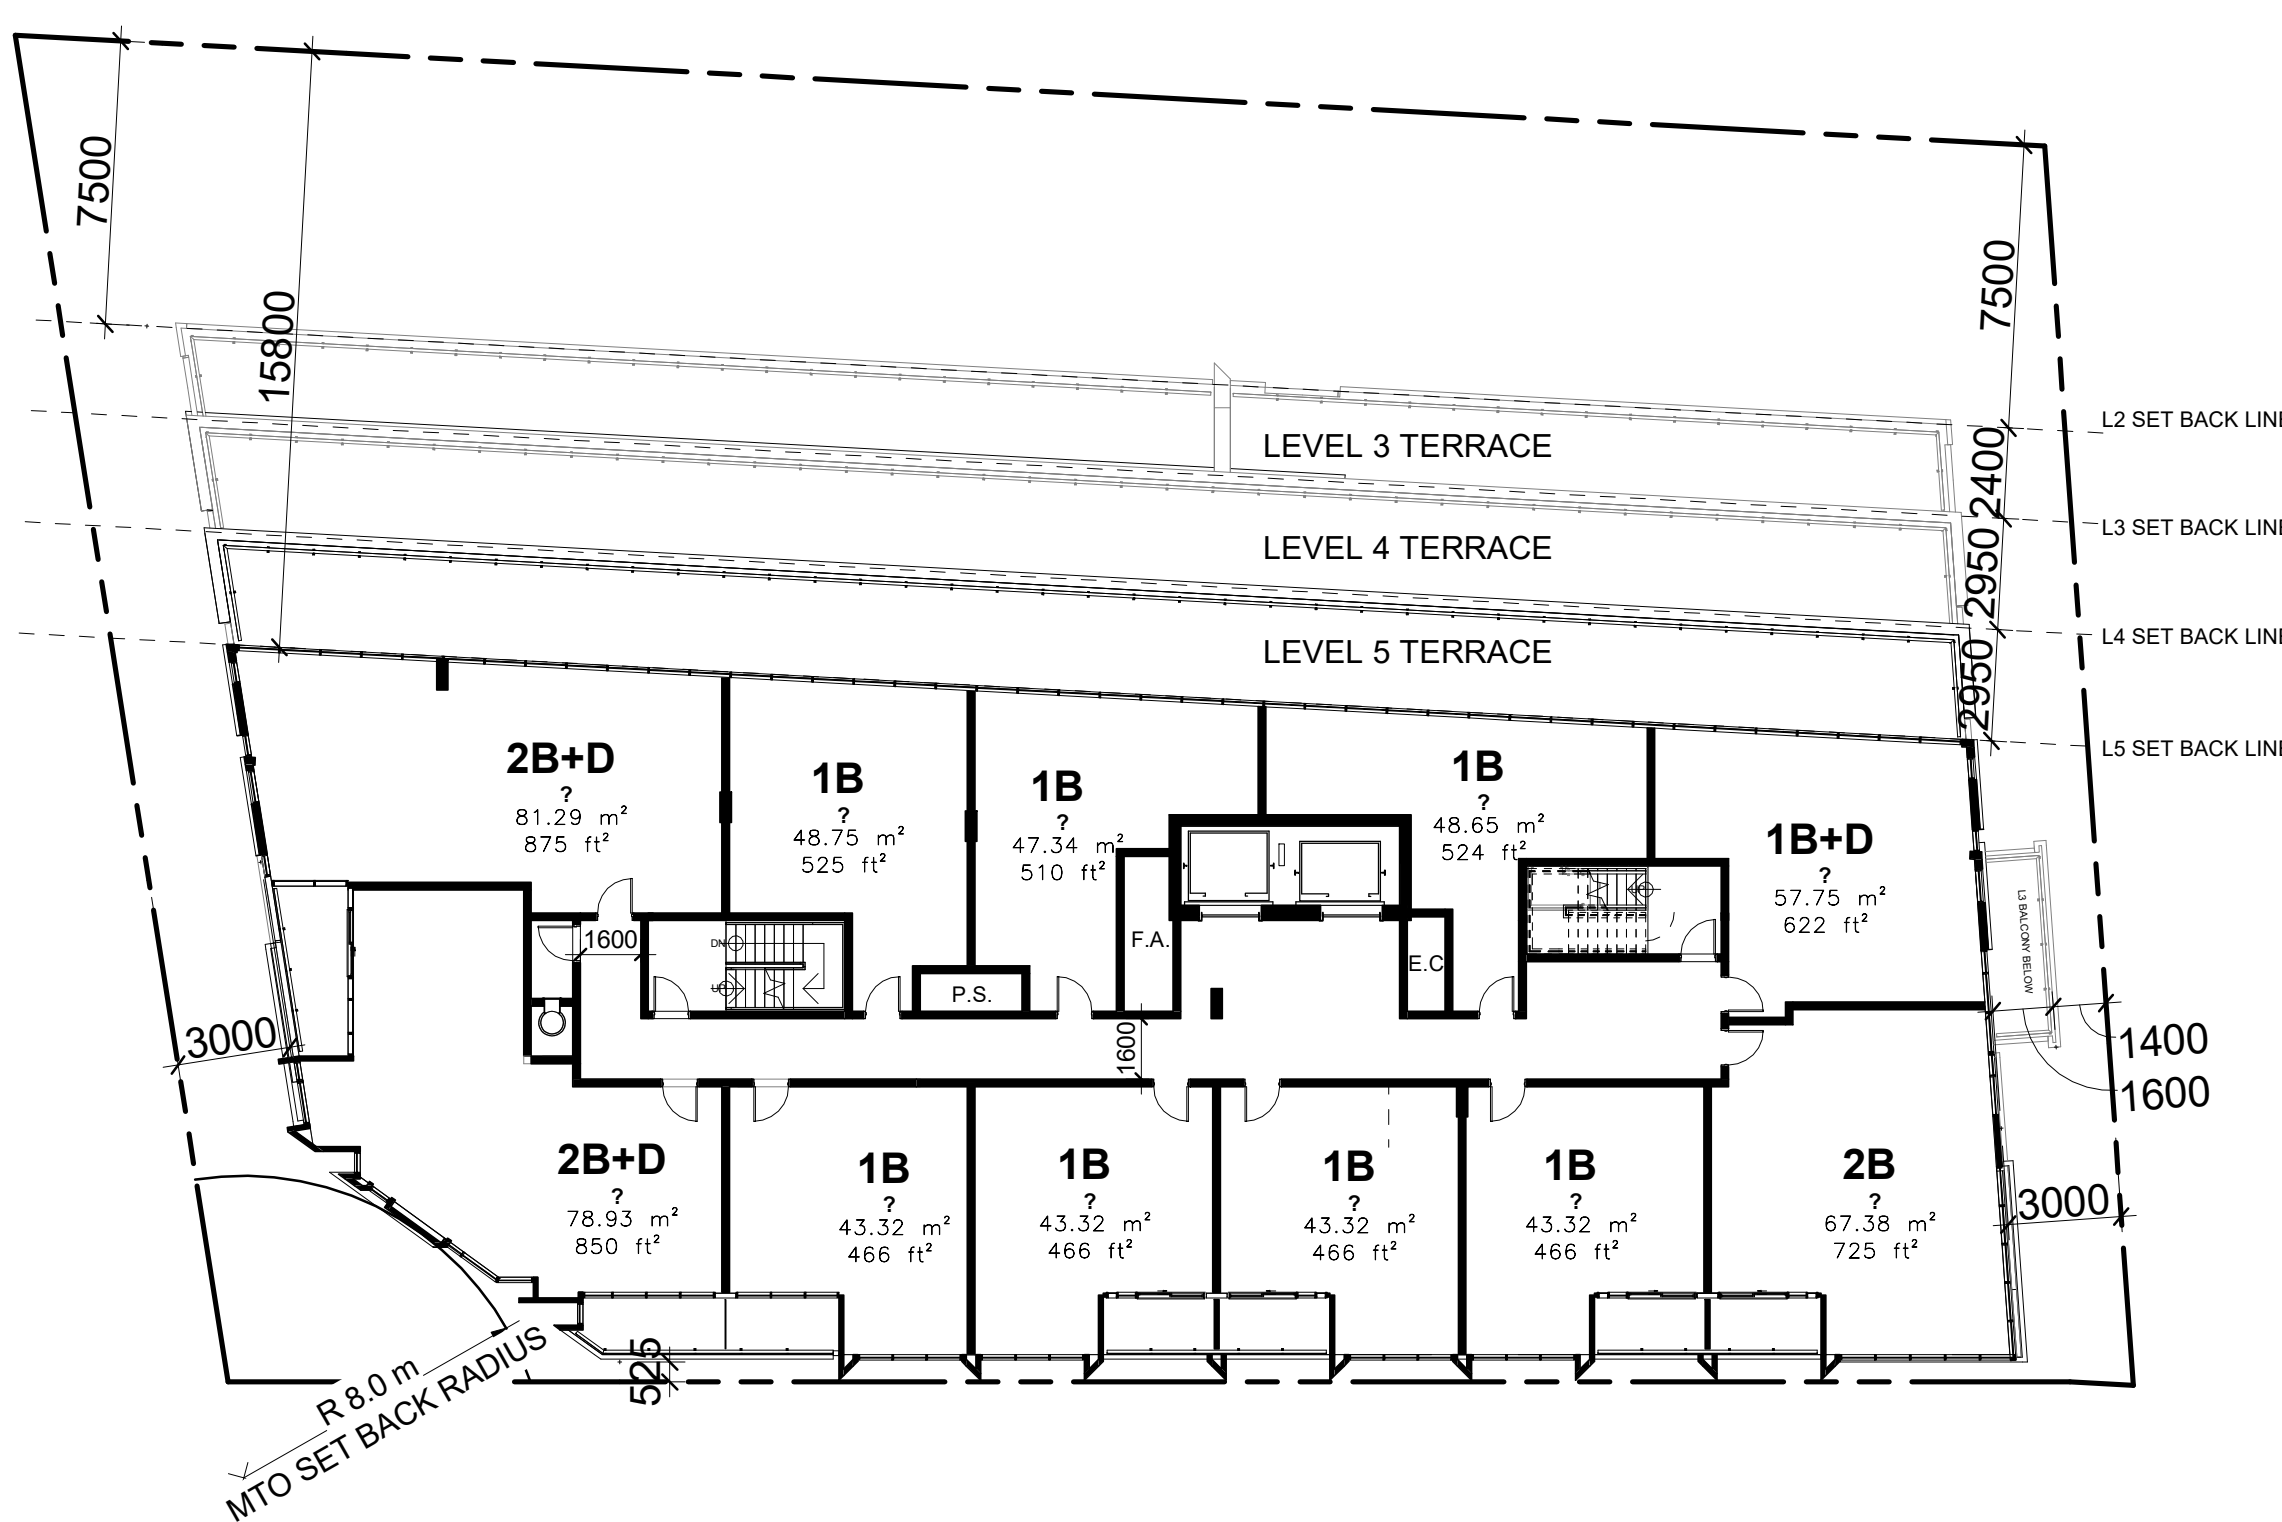 7500
15800
7500
L2 SET BACK LINE
2400
LEVEL 3 TERRACE
L3 SET BACK LINE
2950
LEVEL 4 TERRACE
L4 SET BACK LINE
2950
LEVEL 5 TERRACE
L5 SET BACK LINE
2B+D
?
81.29 m²
875 ft²
1B
?
48.75 m²
525 ft²
1B
?
47.34 m²
510 ft²
1B
?
48.65 m²
524 ft²
1B+D
?
57.75 m²
622 ft²
L3 BALCONY BELOW
1600
DN
UP
P.S.
F.A.
E.C
3000
1600
1400
1600
3000
2B+D
?
78.93 m²
850 ft²
1B
?
43.32 m²
466 ft²
1B
?
43.32 m²
466 ft²
1B
?
43.32 m²
466 ft²
1B
?
43.32 m²
466 ft²
2B
?
67.38 m²
725 ft²
525
R 8.0 m
MTO SET BACK RADIUS